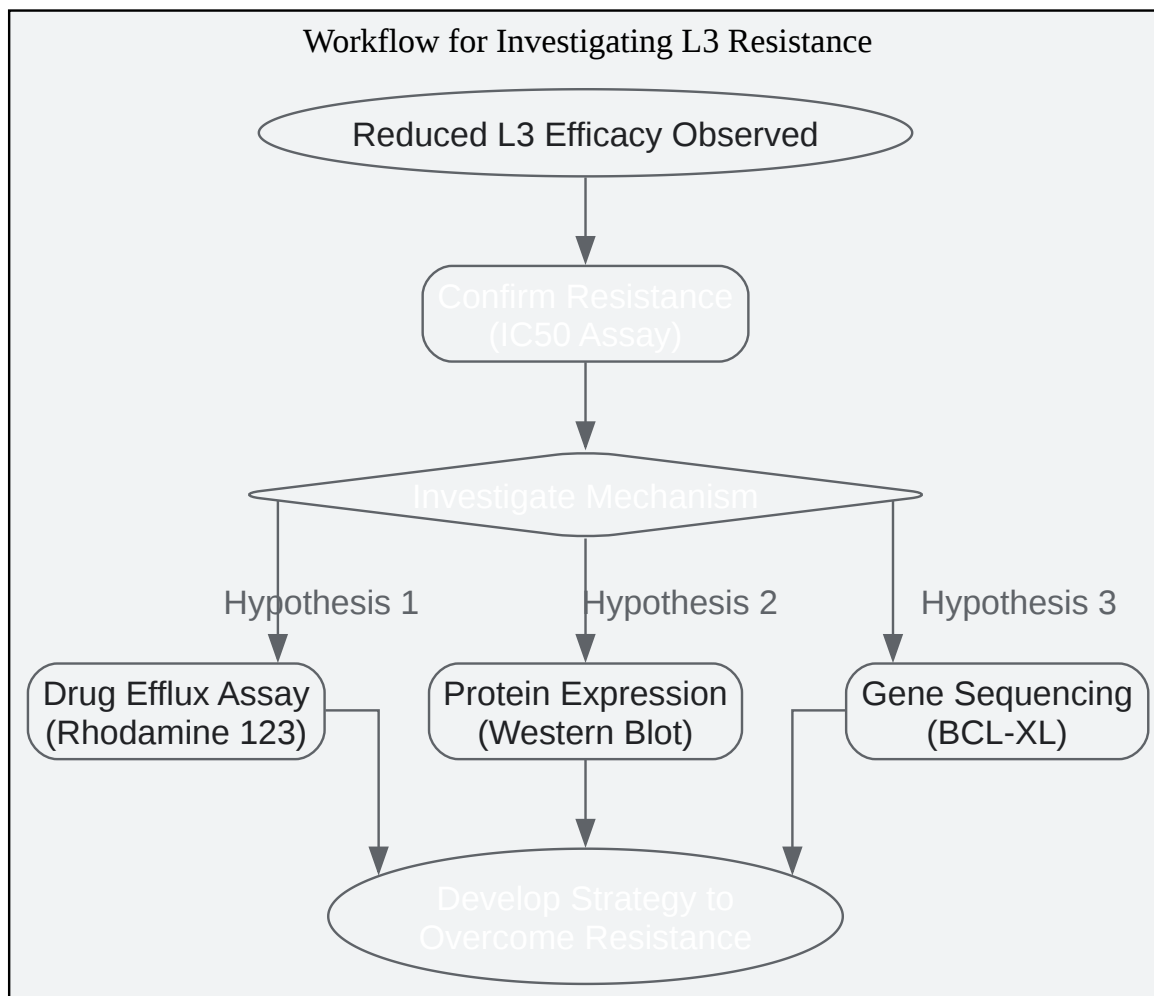 Workflow for Investigating L3 Resistance
Reduced L3 Efficacy Observed
Confirm Resistance
(IC50 Assay)
Investigate Mechanism
Hypothesis 1
Hypothesis 2
Hypothesis 3
Drug Efflux Assay
(Rhodamine 123)
Protein Expression
(Western Blot)
Gene Sequencing
(BCL-XL)
Develop Strategy to
Overcome Resistance